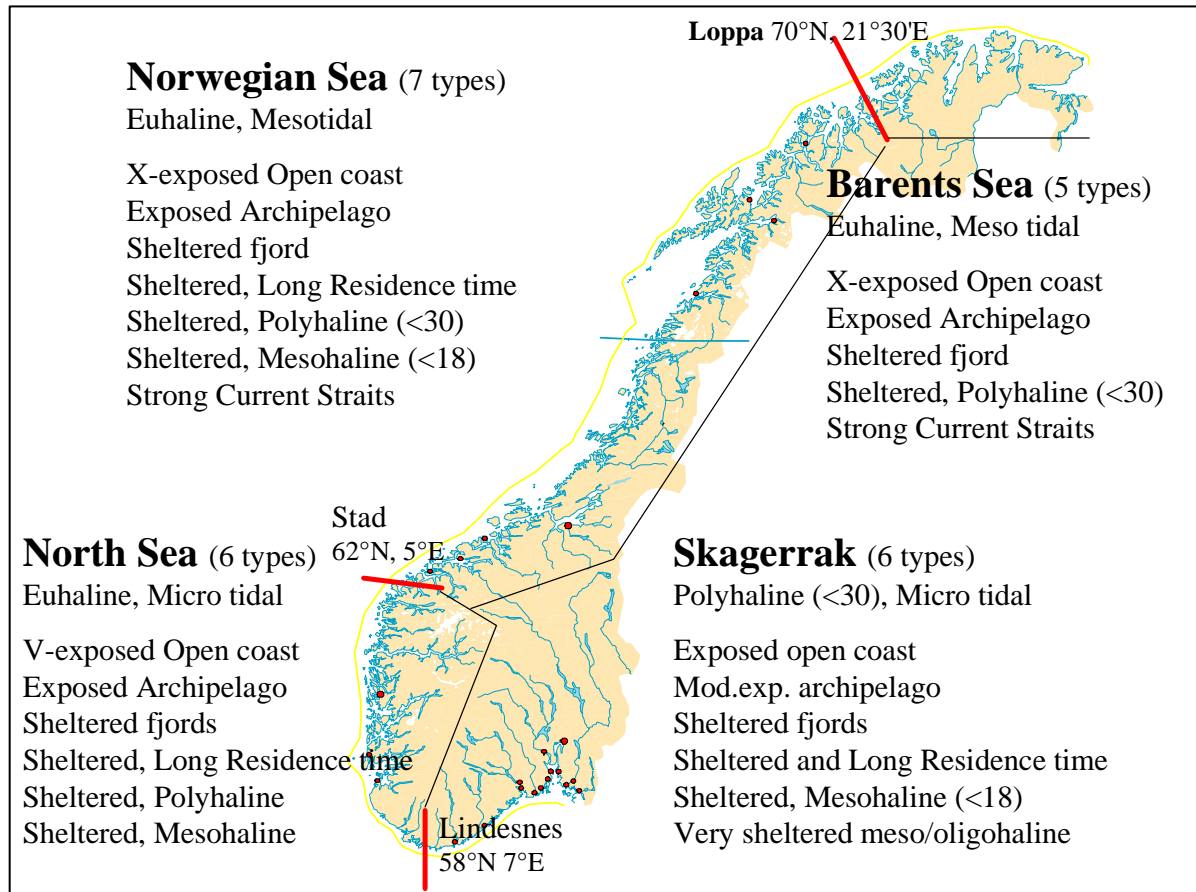 Loppa 70°N, 21°30'E
Norwegian Sea (7 types)
Euhaline, Mesotidal
X-exposed Open coast
Exposed Archipelago
Sheltered fjord
Sheltered, Long Residence time
Sheltered, Polyhaline (<30)
Sheltered, Mesohaline (<18)
Strong Current Straits
Barents Sea (5 types)
Euhaline, Meso tidal
X-exposed Open coast
Exposed Archipelago
Sheltered fjord
Sheltered, Polyhaline (<30)
Strong Current Straits
Stad
62°N, 5°E
North Sea (6 types)
Euhaline, Micro tidal
V-exposed Open coast
Exposed Archipelago
Sheltered fjords
Sheltered, Long Residence time
Sheltered, Polyhaline
Sheltered, Mesohaline
Skagerrak (6 types)
Polyhaline (<30), Micro tidal
Exposed open coast
Mod.exp. archipelago
Sheltered fjords
Sheltered and Long Residence time
Sheltered, Mesohaline (<18)
Very sheltered meso/oligohaline
Lindesnes
58°N 7°E